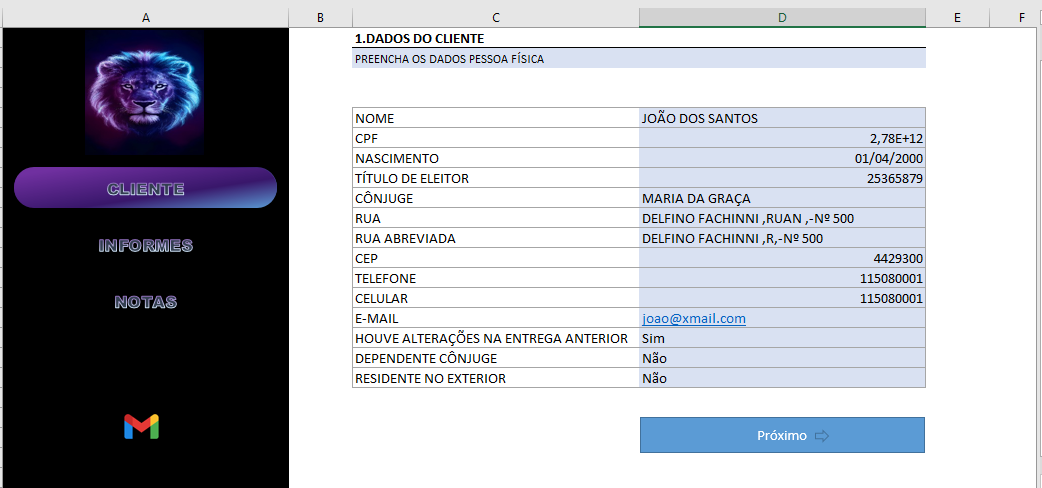 A B C D E F
1.DADOS DO CLIENTE
PREENCHA OS DADOS PESSOA FÍSICA
CLIENTE
INFORMES
NOTAS
NOME JOÃO DOS SANTOS
CPF 2,78E+12
NASCIMENTO 01/04/2000
TÍTULO DE ELEITOR 25365879
CÔNJUGE MARIA DA GRAÇA
RUA DELFINO FACHINNI ,RUAN ,-Nº 500
RUA ABREVIADA DELFINO FACHINNI ,R,-Nº 500
CEP 4429300
TELEFONE 115080001
CELULAR 115080001
E-MAIL joao@xmail.com
HOUVE ALTERAÇÕES NA ENTREGA ANTERIOR Sim
DEPENDENTE CÔNJUGE Não
RESIDENTE NO EXTERIOR Não
Próximo